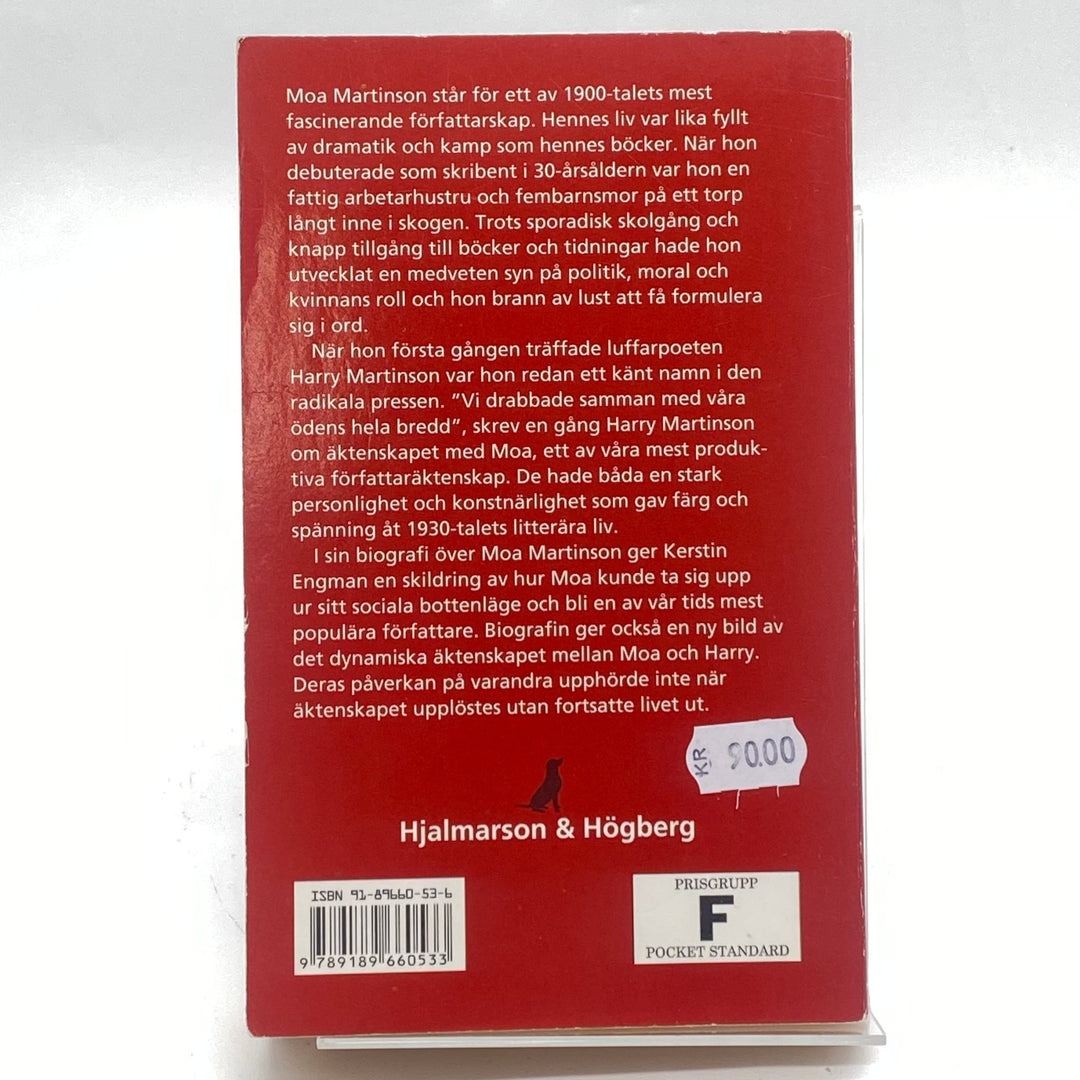 Moa Martinson står för ett av 1900-talets mest
fascinerande författarskap. Hennes liv var lika fyllt
av dramatik och kamp som hennes böcker. När hon
debuterade som skribent i 30-årsåldern var hon en
fattig arbetarhustru och fembarnsmor på ett torp
långt inne i skogen. Trots sporadisk skolgång och
knapp tillgång till böcker och tidningar hade hon
utvecklat en medveten syn på politik, moral och
kvinnans roll och hon brann av lust att få formulera
sig i ord.
När hon första gången träffade luffarpoeten
Harry Martinson var hon redan ett känt namn i den
radikala pressen. ”Vi drabbade samman med våra
ödens hela bredd”, skrev en gång Harry Martinson
om äktenskapet med Moa, ett av våra mest produk-
tiva författaräktenskap. De hade båda en stark
personlighet och konstnärlighet som gav färg och
spänning åt 1930-talets litterära liv.
I sin biografi över Moa Martinson ger Kerstin
Engman en skildring av hur Moa kunde ta sig upp
ur sitt sociala bottenläge och bli en av vår tids mest
populära författare. Biografin ger också en ny bild av
det dynamiska äktenskapet mellan Moa och Harry.
Deras påverkan på varandra upphörde inte när
äktenskapet upplöstes utan fortsatte livet ut.
KR 90.00
Hjalmarson & Högberg
ISBN 91-89660-53-6
9 789189 660533
PRISGRUPP
F
POCKET STANDARD